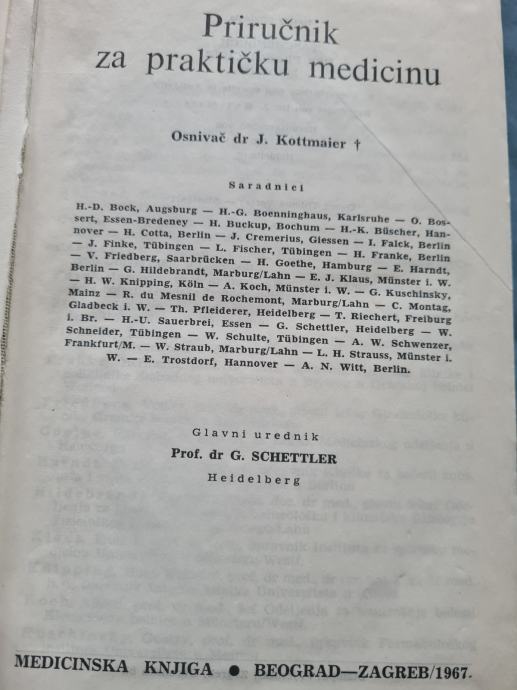 Priručnik
za praktičku medicinu
Osnivač dr J. Kottmaier †
Saradnici
H.-D. Bock, Augsburg — H.-G. Boenninghaus, Karlsruhe — O. Bos-
sert, Essen-Bredeney — H. Buckup, Bochum — H.-K. Büscher, Han-
nover — H. Cotta, Berlin — J. Cremerius, Giessen — I. Falck, Berlin
— J. Finke, Tübingen — L. Fischer, Tübingen — H. Franke, Berlin
— V. Friedberg, Saarbrücken — H. Goethe, Hamburg — E. Harndt,
Berlin — G. Hildebrandt, Marburg/Lahn — E. J. Klaus, Münster i. W.
— H. W. Knipping, Köln — A. Koch, Münster i. W. — G. Kuschinsky,
Mainz — R. du Mesnil de Rochemont, Marburg/Lahn — C. Montag,
Gladbeck i. W. — Th. Pfleiderer, Heidelberg — T. Riechert, Freiburg
i. Br. — H.-U. Sauerbrei, Essen — G. Schettler, Heidelberg — W.
Schneider, Tübingen — W. Schulte, Tübingen — A. W. Schwenzer,
Frankfurt/M. — W. Straub, Marburg/Lahn — L. H. Strauss, Münster i.
W. — E. Trostdorf, Hannover — A. N. Witt, Berlin.
Glavni urednik
Prof. dr G. SCHETTLER
Heidelberg
MEDICINSKA KNJIGA ● BEOGRAD—ZAGREB/1967.